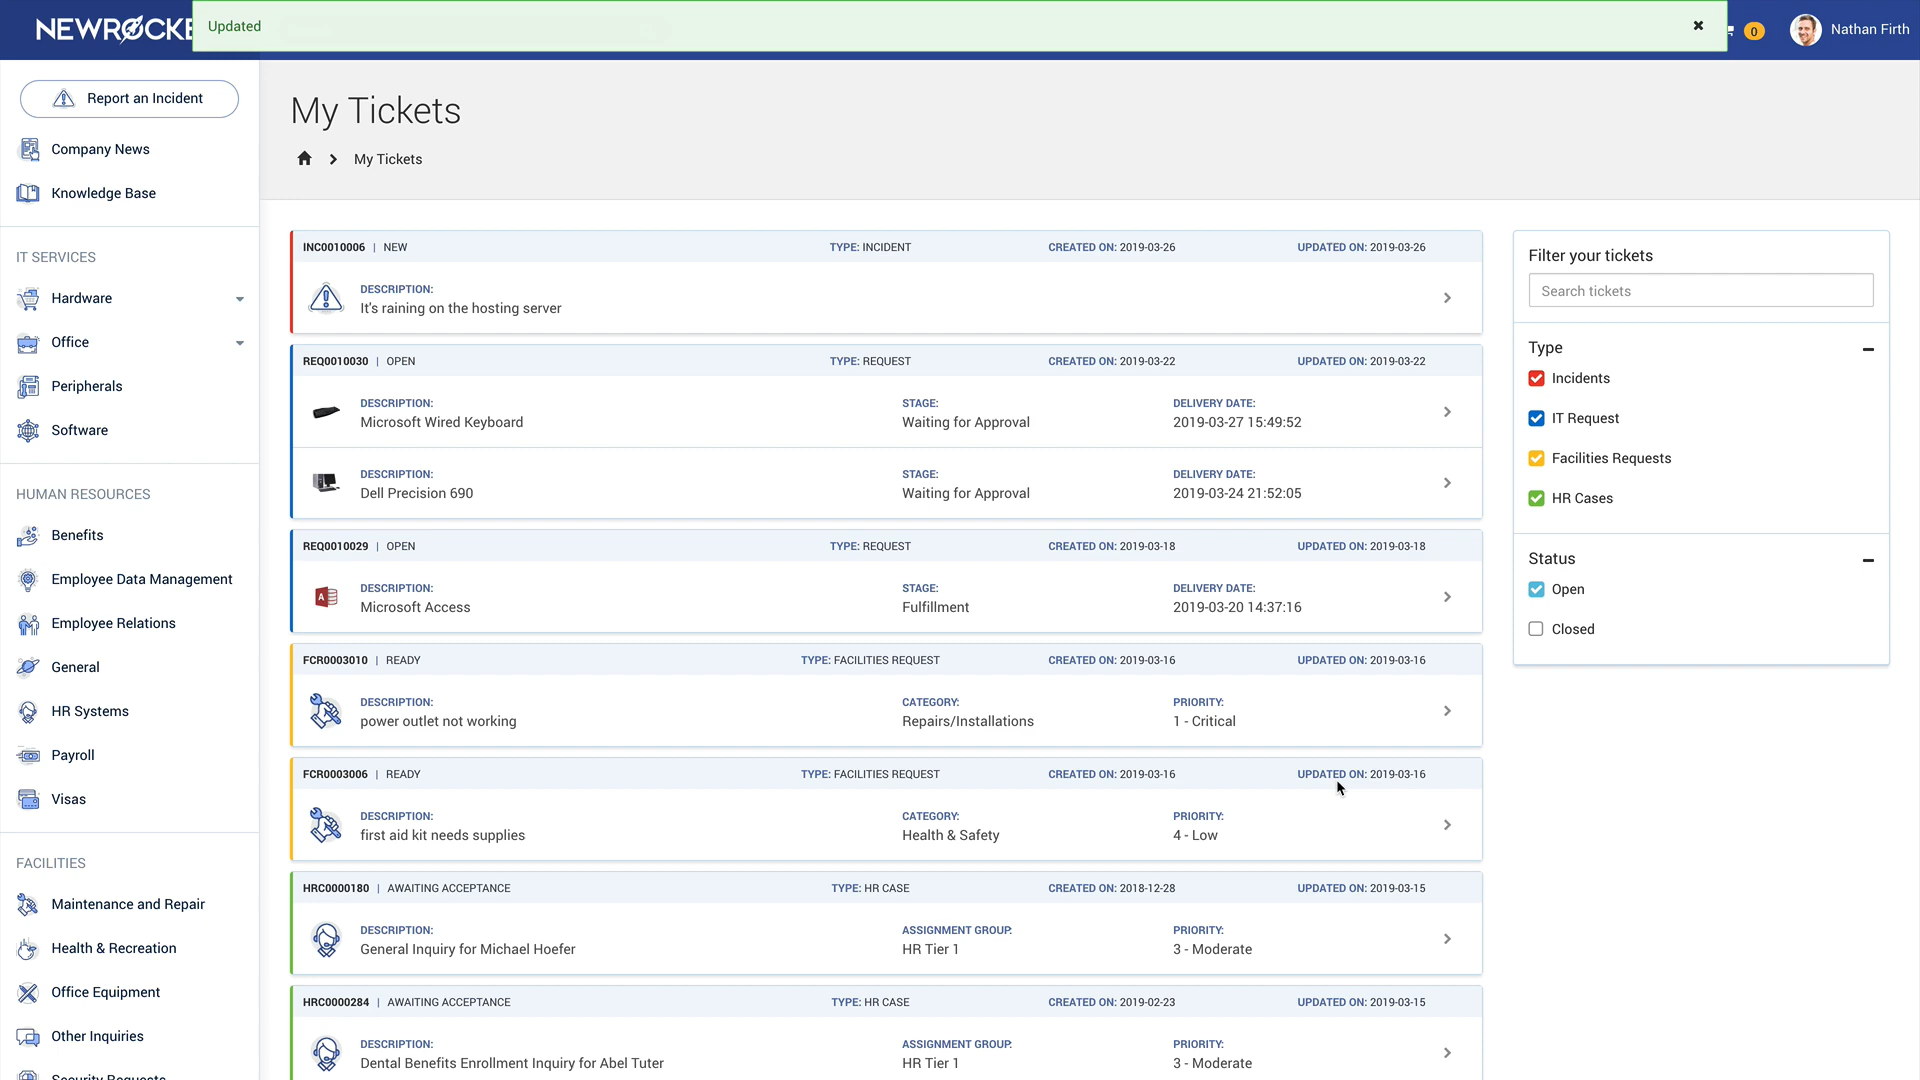 NEWROCKE
Updated
0
Nathan Firth
Report an Incident
Company News
Knowledge Base
IT SERVICES
Hardware
Office
Peripherals
Software
HUMAN RESOURCES
Benefits
Employee Data Management
Employee Relations
General
HR Systems
Payroll
Visas
FACILITIES
Maintenance and Repair
Health & Recreation
Office Equipment
Other Inquiries
Security Requests
My Tickets
My Tickets
INC0010006 | NEW TYPE: INCIDENT CREATED ON: 2019-03-26 UPDATED ON: 2019-03-26
DESCRIPTION:
It's raining on the hosting server
REQ0010030 | OPEN TYPE: REQUEST CREATED ON: 2019-03-22 UPDATED ON: 2019-03-22
DESCRIPTION: STAGE: DELIVERY DATE:
Microsoft Wired Keyboard Waiting for Approval 2019-03-27 15:49:52
DESCRIPTION: STAGE: DELIVERY DATE:
Dell Precision 690 Waiting for Approval 2019-03-24 21:52:05
REQ0010029 | OPEN TYPE: REQUEST CREATED ON: 2019-03-18 UPDATED ON: 2019-03-18
DESCRIPTION: STAGE: DELIVERY DATE:
Microsoft Access Fulfillment 2019-03-20 14:37:16
FCR0003010 | READY TYPE: FACILITIES REQUEST CREATED ON: 2019-03-16 UPDATED ON: 2019-03-16
DESCRIPTION: CATEGORY: PRIORITY:
power outlet not working Repairs/Installations 1 - Critical
FCR0003006 | READY TYPE: FACILITIES REQUEST CREATED ON: 2019-03-16 UPDATED ON: 2019-03-16
DESCRIPTION: CATEGORY: PRIORITY:
first aid kit needs supplies Health & Safety 4 - Low
HRC0000180 | AWAITING ACCEPTANCE TYPE: HR CASE CREATED ON: 2018-12-28 UPDATED ON: 2019-03-15
DESCRIPTION: ASSIGNMENT GROUP: PRIORITY:
General Inquiry for Michael Hoefer HR Tier 1 3 - Moderate
HRC0000284 | AWAITING ACCEPTANCE TYPE: HR CASE CREATED ON: 2019-02-23 UPDATED ON: 2019-03-15
DESCRIPTION: ASSIGNMENT GROUP: PRIORITY:
Dental Benefits Enrollment Inquiry for Abel Tuter HR Tier 1 3 - Moderate
Filter your tickets
Search tickets
Type
Incidents
IT Request
Facilities Requests
HR Cases
Status
Open
Closed